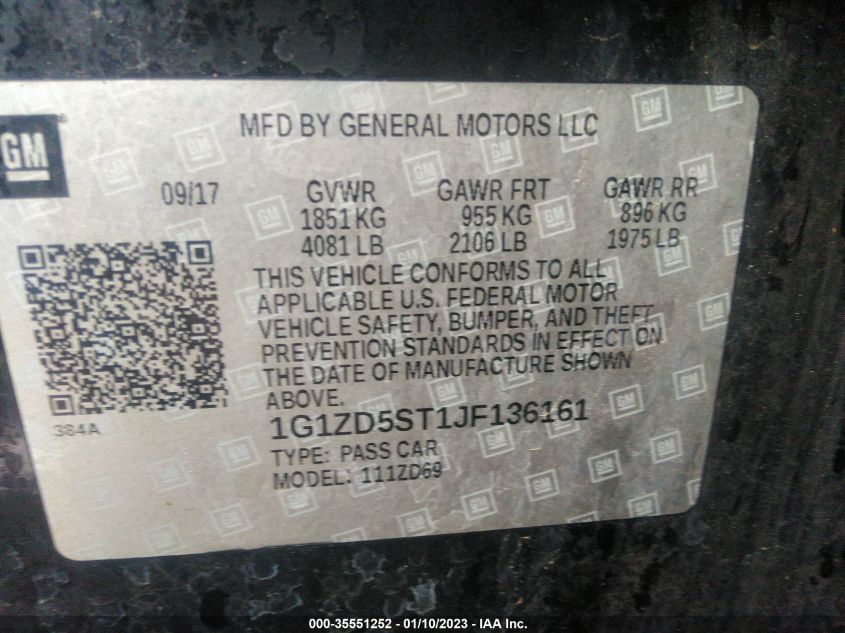 MFD BY GENERAL MOTORS LLC
GM
09/17 GVWR GAWR FRT GAWR RR
1851 KG 955 KG 896 KG
4081 LB 2106 LB 1975 LB
THIS VEHICLE CONFORMS TO ALL
APPLICABLE U.S. FEDERAL MOTOR
VEHICLE SAFETY, BUMPER, AND THEFT
PREVENTION STANDARDS IN EFFECT ON
THE DATE OF MANUFACTURE SHOWN
ABOVE.
384A
1G1ZD5ST1JF136161
TYPE: PASS CAR
MODEL: 111ZD69
000-35551252 - 01/10/2023 - IAA Inc.